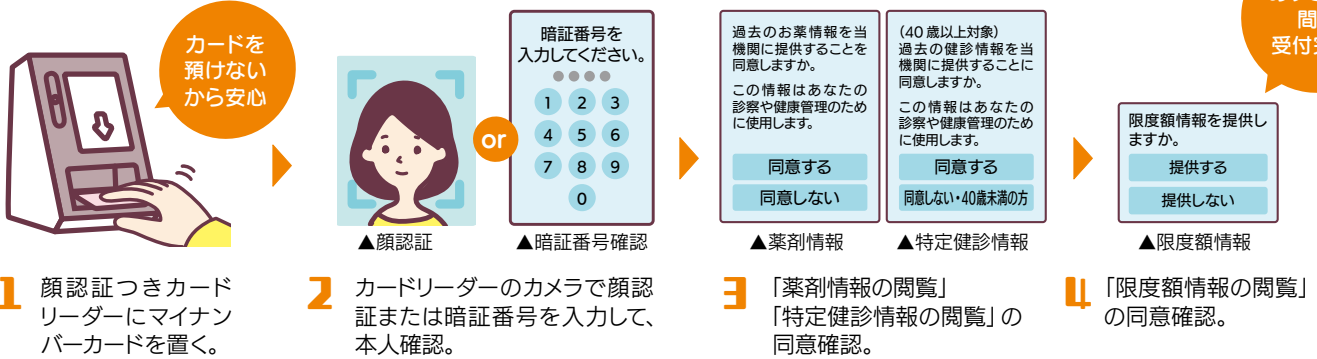 カードを
預けない
から安心
暗証番号を
入力してください。
1 2 3
4 5 6
7 8 9
0
or
▲顔認証
▲暗証番号確認
過去のお薬情報を当
機関に提供することを
同意しますか。
この情報はあなたの
診察や健康管理のため
に使用します。
同意する
同意しない
▲薬剤情報
(40歳以上対象)
過去の健診情報を当
機関に提供することに
同意しますか。
この情報はあなたの
診察や健康管理のため
に使用します。
同意する
同意しない・40歳未満の方
▲特定健診情報
間
限度額情報を提供し
ますか。
提供する
提供しない
▲限度額情報
1 顔認証つきカード
リーダーにマイナン
バーカードを置く。
2 カードリーダーのカメラで顔認
証または暗証番号を入力して、
本人確認。
3 「薬剤情報の閲覧」
「特定健診情報の閲覧」の
同意確認。
4 「限度額情報の閲覧」
の同意確認。